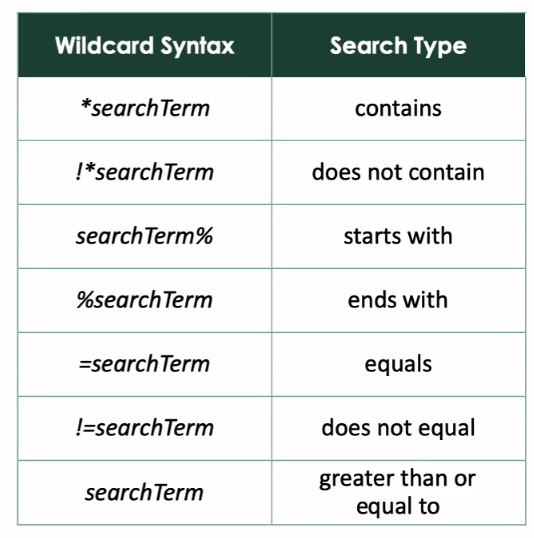 Wildcard Syntax Search Type
*searchTerm contains
!*searchTerm does not contain
searchTerm% starts with
%searchTerm ends with
=searchTerm equals
!=searchTerm does not equal
searchTerm greater than or
equal to